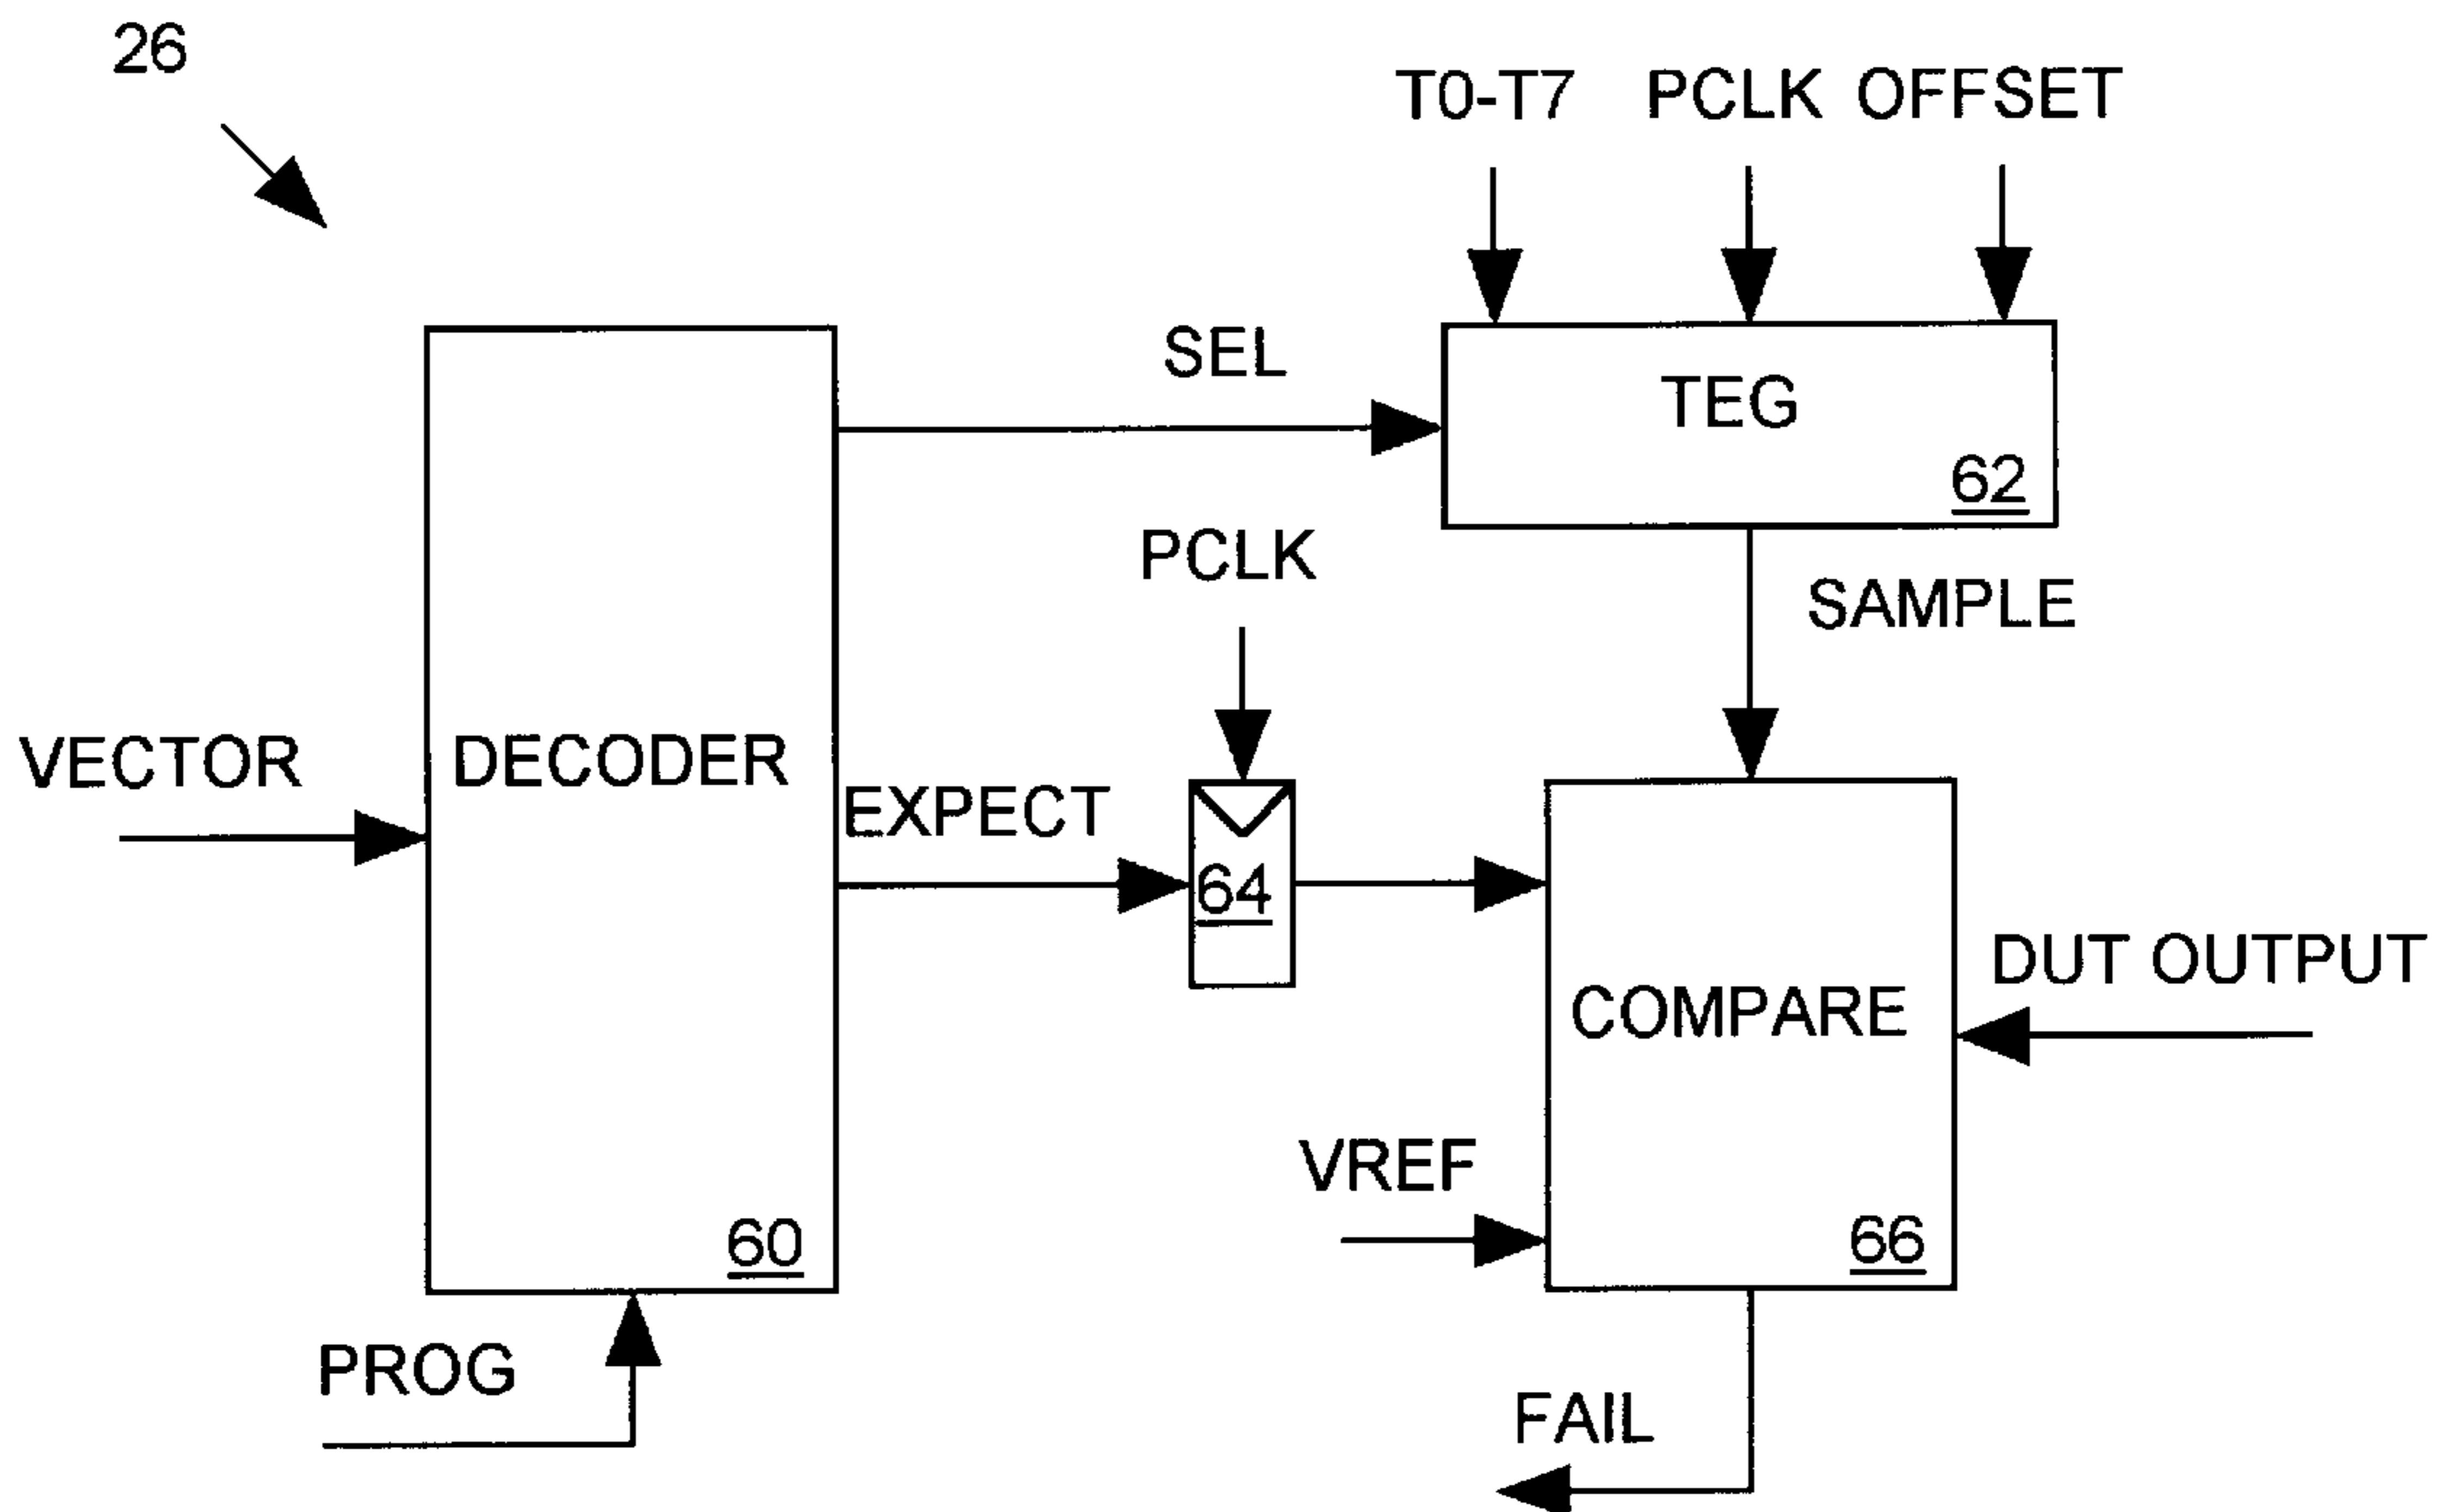 26
T0-T7 PCLK OFFSET
SEL
TEG
62
PCLK
SAMPLE
VECTOR
DECODER
EXPECT
64
DUT OUTPUT
COMPARE
VREF
60
66
PROG
FAIL